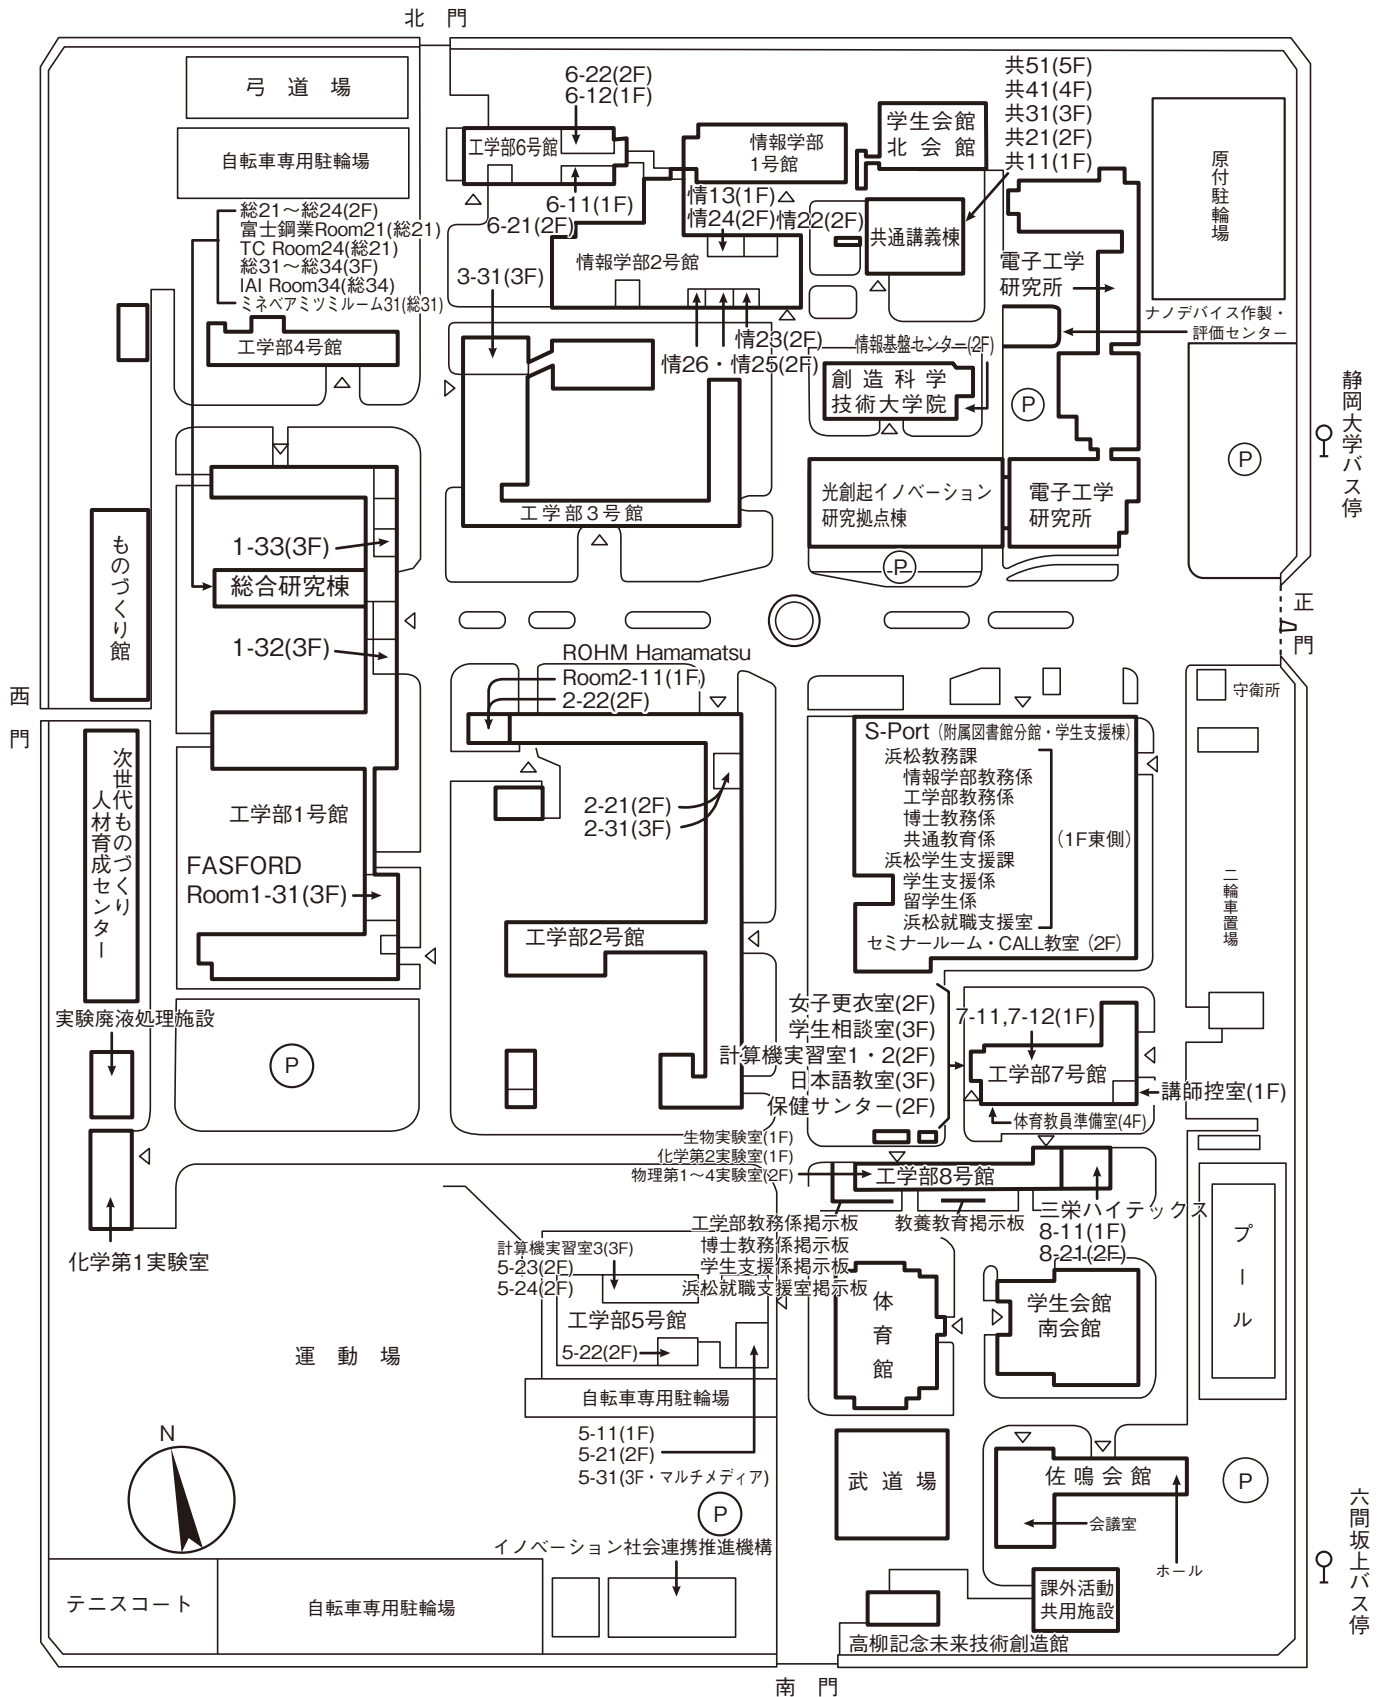 北門
弓道場
自転車専用駐輪場
6-22(2F)
6-12(1F)
工学部6号館
6-11(1F)
6-21(2F)
情報学部
1号館
学生会館
北会館
共51(5F)
共41(4F)
共31(3F)
共21(2F)
共11(1F)
原付駐輪場
総21〜総24(2F)
富士鋼業Room21(総21)
TC Room24(総21)
総31〜総34(3F)
IAI Room34(総34)
ミネベアミツミルーム31(総31)
工学部4号館
3-31(3F)
情13(1F)
情24(2F)
情22(2F)
情報学部2号館
情23(2F)
情26・情25(2F)
共通講義棟
電子工学
研究所
ナノデバイス作製・
評価センター
情報基盤センター(2F)
創造科学
技術大学院
P
P
静岡大学バス停
工学部3号館
光創起イノベーション
研究拠点棟
電子工学
研究所
P
ものづくり館
1-33(3F)
総合研究棟
1-32(3F)
正門
守衛所
西門
ROHM Hamamatsu
Room2-11(1F)
2-22(2F)
次世代ものづくり
人材育成センター
工学部1号館
FASFORD
Room1-31(3F)
2-21(2F)
2-31(3F)
工学部2号館
S-Port（附属図書館分館・学生支援棟）
浜松教務課
情報学部教務係
工学部教務係
博士教務係
共通教育係
浜松学生支援課
学生支援係
留学生係
浜松就職支援室
(1F東側)
セミナールーム・CALL教室（2F）
二輪車置場
実験廃液処理施設
P
女子更衣室(2F)
学生相談室(3F)
計算機実習室1・2(2F)
日本語教室(3F)
保健サンター(2F)
7-11,7-12(1F)
工学部7号館
講師控室(1F)
体育教員準備室(4F)
生物実験室(1F)
化学第2実験室(1F)
物理第1〜4実験室(2F)
工学部8号館
三栄ハイテックス
8-11(1F)
8-21(2F)
教養教育掲示板
工学部教務係掲示板
博士教務係掲示板
学生支援係掲示板
浜松就職支援室掲示板
化学第1実験室
計算機実習室3(3F)
5-23(2F)
5-24(2F)
工学部5号館
5-22(2F)
自転車専用駐輪場
5-11(1F)
5-21(2F)
5-31(3F・マルチメディア)
運動場
体育館
学生会館
南会館
プール
N
武道場
佐鳴会館
会議室
ホール
P
P
六間坂上バス停
イノベーション社会連携推進機構
テニスコート
自転車専用駐輪場
課外活動
共用施設
高柳記念未来技術創造館
南門